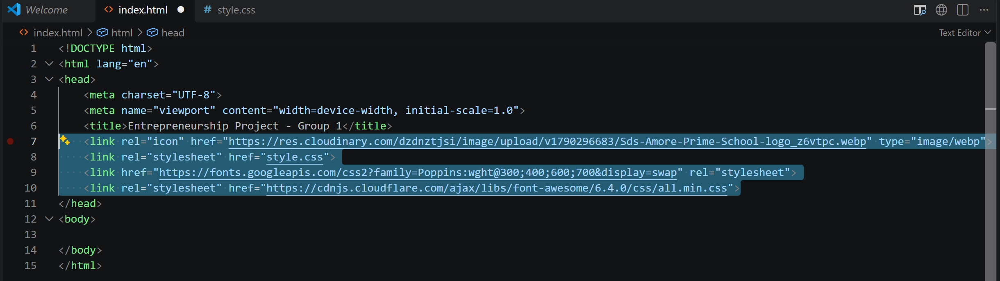 Welcome
<> index.html
# style.css
<> index.html > html > head
Text Editor
1 <!DOCTYPE html>
2 <html lang="en">
3 <head>
4     <meta charset="UTF-8">
5     <meta name="viewport" content="width=device-width, initial-scale=1.0">
6     <title>Entrepreneurship Project - Group 1</title>
7     <link rel="icon" href="https://res.cloudinary.com/dzdnztjsi/image/upload/v1790296683/Sds-Amore-Prime-School-logo_z6vtpc.webp" type="image/webp">
8     <link rel="stylesheet" href="style.css">
9     <link href="https://fonts.googleapis.com/css2?family=Poppins:wght@300;400;600;700&display=swap" rel="stylesheet">
10     <link rel="stylesheet" href="https://cdnjs.cloudflare.com/ajax/libs/font-awesome/6.4.0/css/all.min.css">
11 </head>
12 <body>
13
14 </body>
15 </html>